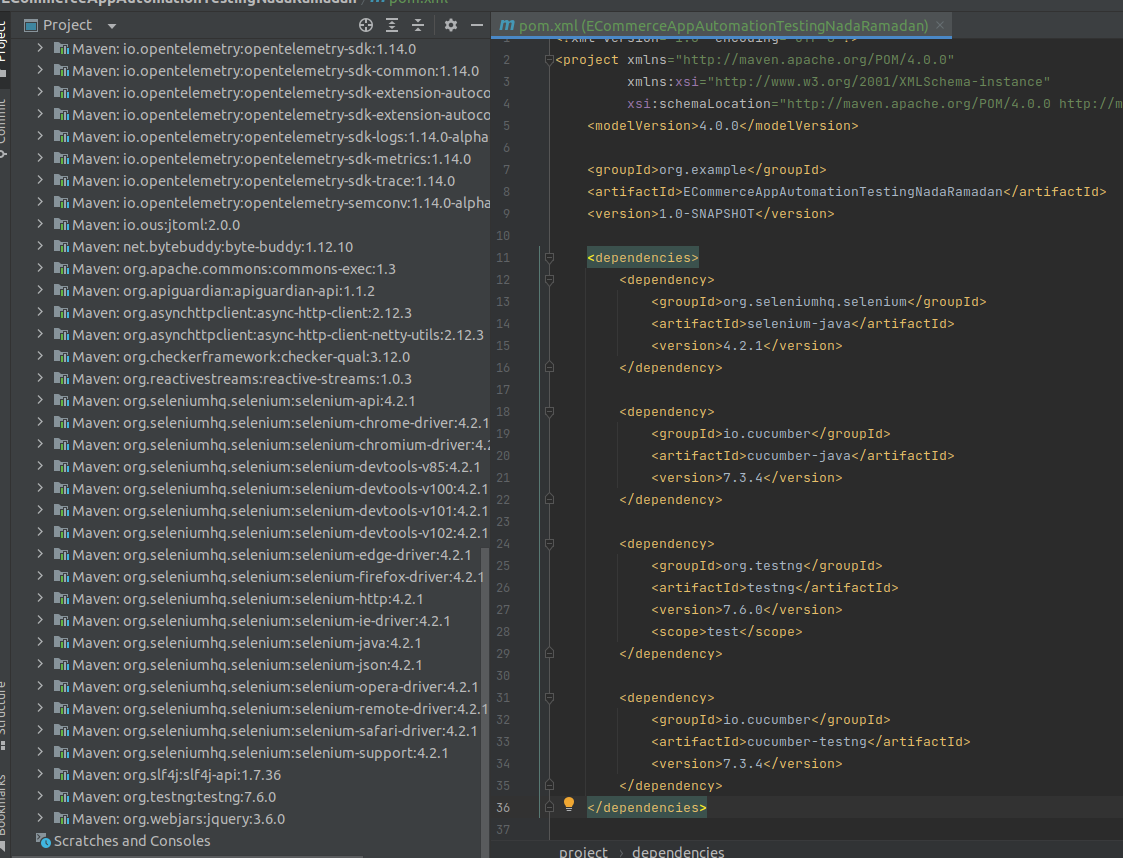 pom.xml
Project
Project
Maven: io.opentelemetry:opentelemetry-sdk:1.14.0
Maven: io.opentelemetry:opentelemetry-sdk-common:1.14.0
Maven: io.opentelemetry:opentelemetry-sdk-extension-autoco
Maven: io.opentelemetry:opentelemetry-sdk-extension-autoco
Maven: io.opentelemetry:opentelemetry-sdk-logs:1.14.0-alpha
Maven: io.opentelemetry:opentelemetry-sdk-metrics:1.14.0
Maven: io.opentelemetry:opentelemetry-sdk-trace:1.14.0
Maven: io.opentelemetry:opentelemetry-semconv:1.14.0-alpha
Maven: io.ous:jtoml:2.0.0
Maven: net.bytebuddy:byte-buddy:1.12.10
Maven: org.apache.commons:commons-exec:1.3
Maven: org.apiguardian:apiguardian-api:1.1.2
Maven: org.asynchttpclient:async-http-client:2.12.3
Maven: org.asynchttpclient:async-http-client-netty-utils:2.12.3
Maven: org.checkerframework:checker-qual:3.12.0
Maven: org.reactivestreams:reactive-streams:1.0.3
Maven: org.seleniumhq.selenium:selenium-api:4.2.1
Maven: org.seleniumhq.selenium:selenium-chrome-driver:4.2.1
Maven: org.seleniumhq.selenium:selenium-chromium-driver:4.2
Maven: org.seleniumhq.selenium:selenium-devtools-v85:4.2.1
Maven: org.seleniumhq.selenium:selenium-devtools-v100:4.2.1
Maven: org.seleniumhq.selenium:selenium-devtools-v101:4.2.1
Maven: org.seleniumhq.selenium:selenium-devtools-v102:4.2.1
Maven: org.seleniumhq.selenium:selenium-edge-driver:4.2.1
Maven: org.seleniumhq.selenium:selenium-firefox-driver:4.2.1
Maven: org.seleniumhq.selenium:selenium-http:4.2.1
Maven: org.seleniumhq.selenium:selenium-ie-driver:4.2.1
Maven: org.seleniumhq.selenium:selenium-java:4.2.1
Maven: org.seleniumhq.selenium:selenium-json:4.2.1
Maven: org.seleniumhq.selenium:selenium-opera-driver:4.2.1
Maven: org.seleniumhq.selenium:selenium-remote-driver:4.2.1
Maven: org.seleniumhq.selenium:selenium-safari-driver:4.2.1
Maven: org.seleniumhq.selenium:selenium-support:4.2.1
Maven: org.slf4j:slf4j-api:1.7.36
Maven: org.testng:testng:7.6.0
Maven: org.webjars:jquery:3.6.0
Scratches and Consoles
Commit
Structure
Bookmarks
m pom.xml (ECommerceAppAutomationTestingNadaRamadan)
2 <project xmlns="http://maven.apache.org/POM/4.0.0"
3 xmlns:xsi="http://www.w3.org/2001/XMLSchema-instance"
4 xsi:schemaLocation="http://maven.apache.org/POM/4.0.0 http://m
5 <modelVersion>4.0.0</modelVersion>
6
7 <groupId>org.example</groupId>
8 <artifactId>ECommerceAppAutomationTestingNadaRamadan</artifactId>
9 <version>1.0-SNAPSHOT</version>
10
11 <dependencies>
12 <dependency>
13 <groupId>org.seleniumhq.selenium</groupId>
14 <artifactId>selenium-java</artifactId>
15 <version>4.2.1</version>
16 </dependency>
17
18 <dependency>
19 <groupId>io.cucumber</groupId>
20 <artifactId>cucumber-java</artifactId>
21 <version>7.3.4</version>
22 </dependency>
23
24 <dependency>
25 <groupId>org.testng</groupId>
26 <artifactId>testng</artifactId>
27 <version>7.6.0</version>
28 <scope>test</scope>
29 </dependency>
30
31 <dependency>
32 <groupId>io.cucumber</groupId>
33 <artifactId>cucumber-testng</artifactId>
34 <version>7.3.4</version>
35 </dependency>
36 </dependencies>
37
project › dependencies